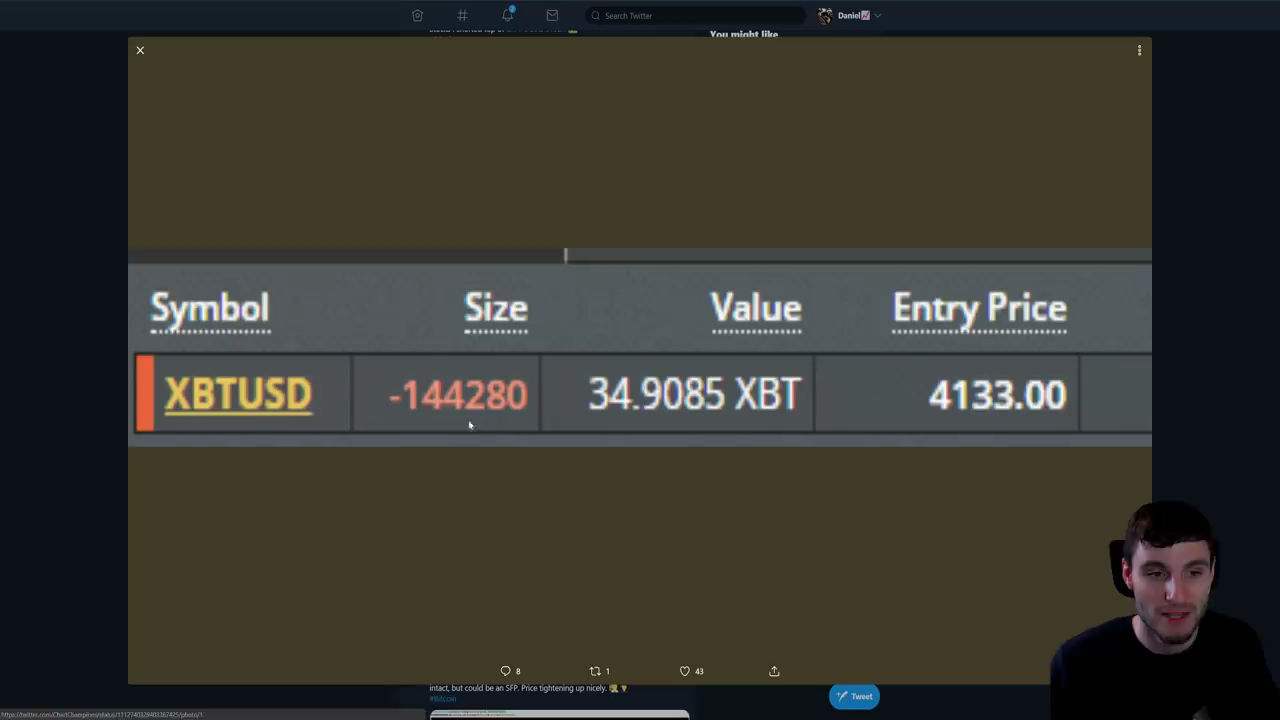 Search Twitter
Daniel
You might like
Symbol Size Value Entry Price
XBTUSD -144280 34.9085 XBT 4133.00
8 1 43
intact, but could be an SFP. Price tightening up nicely.
#Bitcoin
Tweet